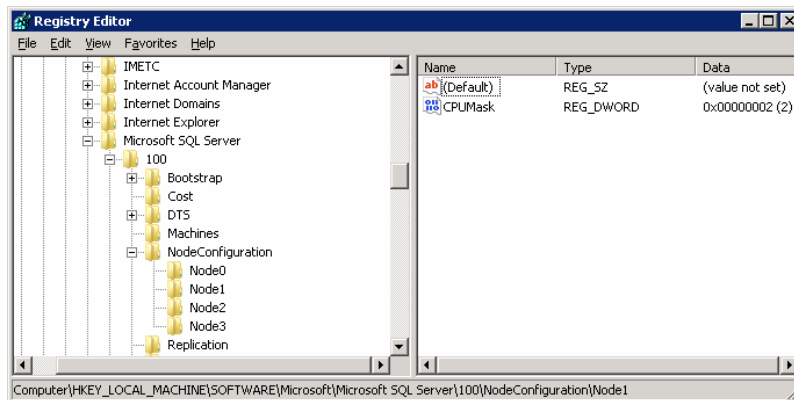 Registry Editor
File Edit View Favorites Help
IMETC
Internet Account Manager
Internet Domains
Internet Explorer
Microsoft SQL Server
100
Bootstrap
Cost
DTS
Machines
NodeConfiguration
Node0
Node1
Node2
Node3
Replication
Name Type Data
ab (Default) REG_SZ (value not set)
CPUMask REG_DWORD 0x00000002 (2)
Computer\HKEY_LOCAL_MACHINE\SOFTWARE\Microsoft\Microsoft SQL Server\100\NodeConfiguration\Node1